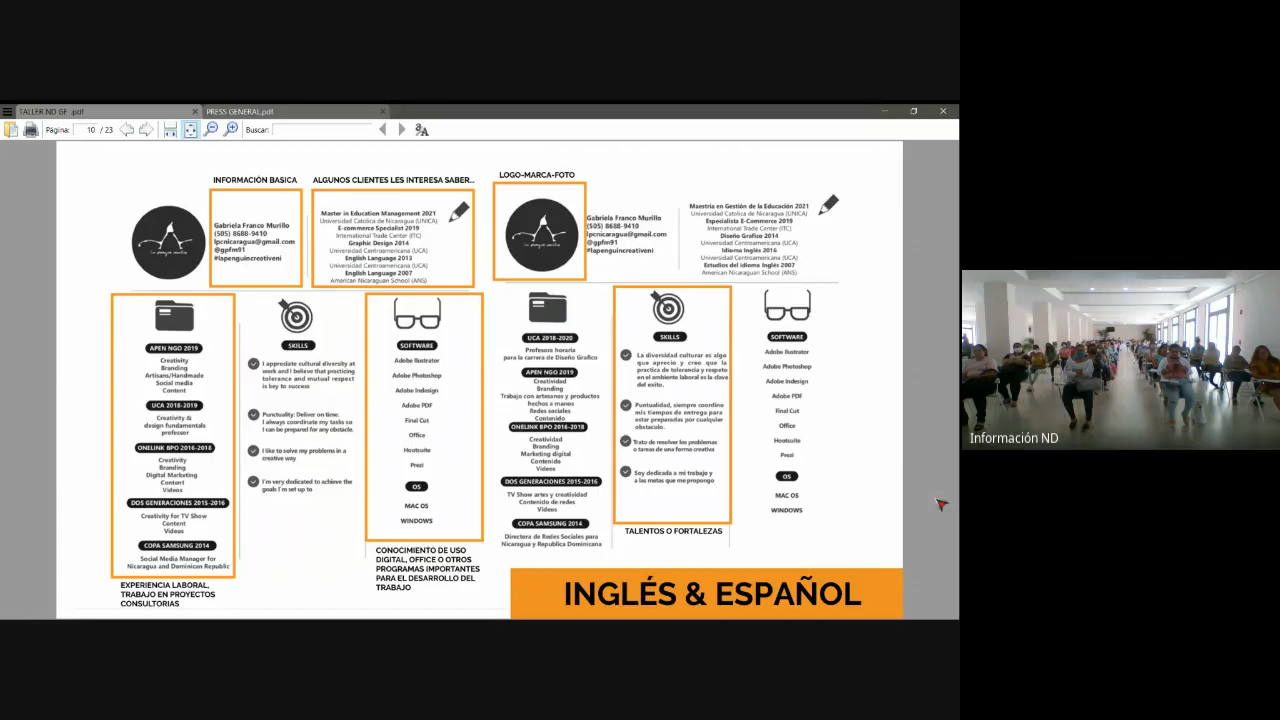 TALLER ND GF .pdf
PRESS GENERAL.pdf
Página: 10 / 23
Buscar:
INFORMACIÓN BASICA
ALGUNOS CLIENTES LES INTERESA SABER...
Gabriela Franco Murillo
(505) 8688-9410
lpcnicaragua@gmail.com
@gpfm91
#lapenguincreativeni
Master is Education Management 2021
Universidad Catolica de Nicaragua (UNICA)
E-commerce Specialist 2019
International Trade Center (ITC)
Graphic Design 2014
Universidad Centroamericana (UCA)
English Language 2013
Universidad Centroamericana (UCA)
English Language 2007
American Nicaraguan School (ANS)
APEN NGO 2019
Creativity
Branding
Artisans/Handmade
Social media
Content
UCA 2018-2019
Creativity &
design fundamentals
professor
ONELINK BPO 2016-2018
Creativity
Branding
Digital Marketing
Content
Videos
DOS GENERACIONES 2015-2016
Creativity for TV Show
Content
Videos
COPA SAMSUNG 2014
Social Media Manager for
Nicaragua and Dominican Republic
EXPERIENCIA LABORAL,
TRABAJO EN PROYECTOS
CONSULTORIAS
SKILLS
I appreciate cultural diversity at
work and I believe that practicing
tolerance and mutual respect
is key to success
Punctuality: Deliver on time.
I always coordinate my tasks so
I can be prepared for any obstacle.
I like to solve my problems in a
creative way
I'm very dedicated to achieve the
goals I'm set up to
SOFTWARE
Adobe Ilustrator
Adobe Photoshop
Adobe Indesign
Adobe PDF
Final Cut
Office
Hootsuite
Prezi
OS
MAC OS
WINDOWS
CONOCIMIENTO DE USO
DIGITAL, OFFICE O OTROS
PROGRAMAS IMPORTANTES
PARA EL DESARROLLO DEL
TRABAJO
LOGO-MARCA-FOTO
Gabriela Franco Murillo
(505) 8688-9410
lpcnicaragua@gmail.com
@gpfm91
#lapenguincreativeni
Maestria en Gestión de la Educación 2021
Universidad Catolica de Nicaragua (UNICA)
Especialista E-Commerce 2019
International Trade Center (ITC)
Diseño Grafico 2014
Universidad Centroamericana (UCA)
Idioma Inglés 2016
Universidad Centroamericana (UCA)
Estudios del idioma Inglés 2007
American Nicaraguan School (ANS)
UCA 2018-2020
Profesora horaria
para la carrera de Diseño Grafico
APEN NGO 2019
Creatividad
Branding
Trabajo con artesanos y productos
hechos a manos
Redes sociales
Contenido
ONELINK BPO 2016-2018
Creatividad
Branding
Marketing digital
Contenido
Videos
DOS GENERACIONES 2015-2016
TV Show artes y creatividad
Contenido de redes
Videos
COPA SAMSUNG 2014
Directora de Redes Sociales para
Nicaragua y Republica Dominicana
SKILLS
La diversidad cultural es algo
que aprecio y creo que la
practica de tolerancia y respeto
en el ambiente laboral es la clave
del exito.
Puntualidad, siempre coordino
mis tiempos de entrega para
estar preparadas por cualquier
obstaculo.
Trato de resolver los problemas
o tareas de una forma creativa
Soy dedicada a mi trabajo y
a las metas que me propongo
TALENTOS O FORTALEZAS
SOFTWARE
Adobe Ilustrator
Adobe Photoshop
Adobe Indesign
Adobe PDF
Final Cut
Office
Hootsuite
Prezi
OS
MAC OS
WINDOWS
INGLÉS & ESPAÑOL
Información ND